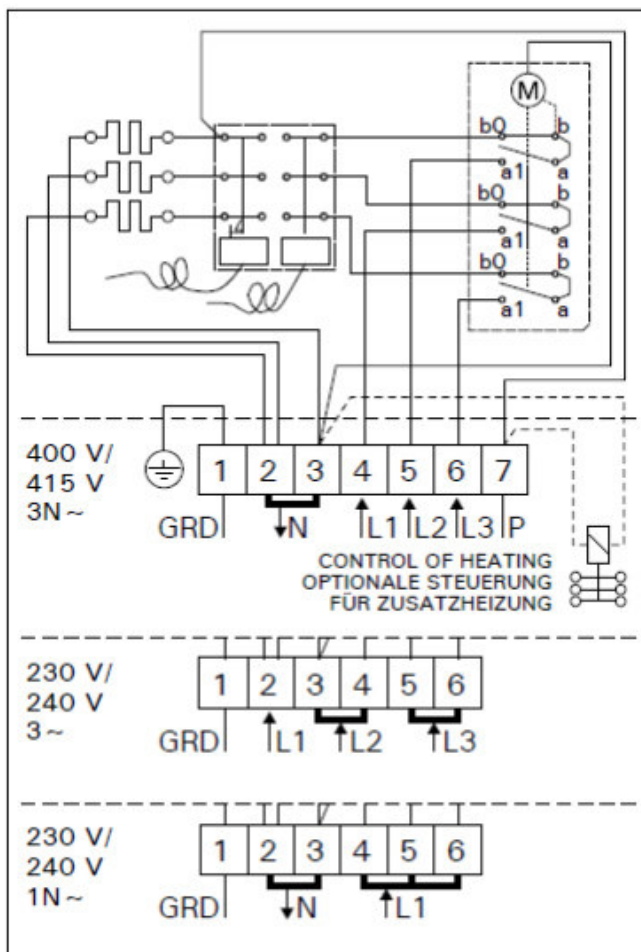 M
b0 b
a1 a
b0 b
a1 a
b0 b
a1 a
400 V/
415 V
3N~
1 2 3 4 5 6 7
GRD N L1 L2 L3 P
CONTROL OF HEATING
OPTIONALE STEUERUNG
FÜR ZUSATZHEIZUNG
230 V/
240 V
3~
1 2 3 4 5 6
GRD L1 L2 L3
230 V/
240 V
1N~
1 2 3 4 5 6
GRD N L1